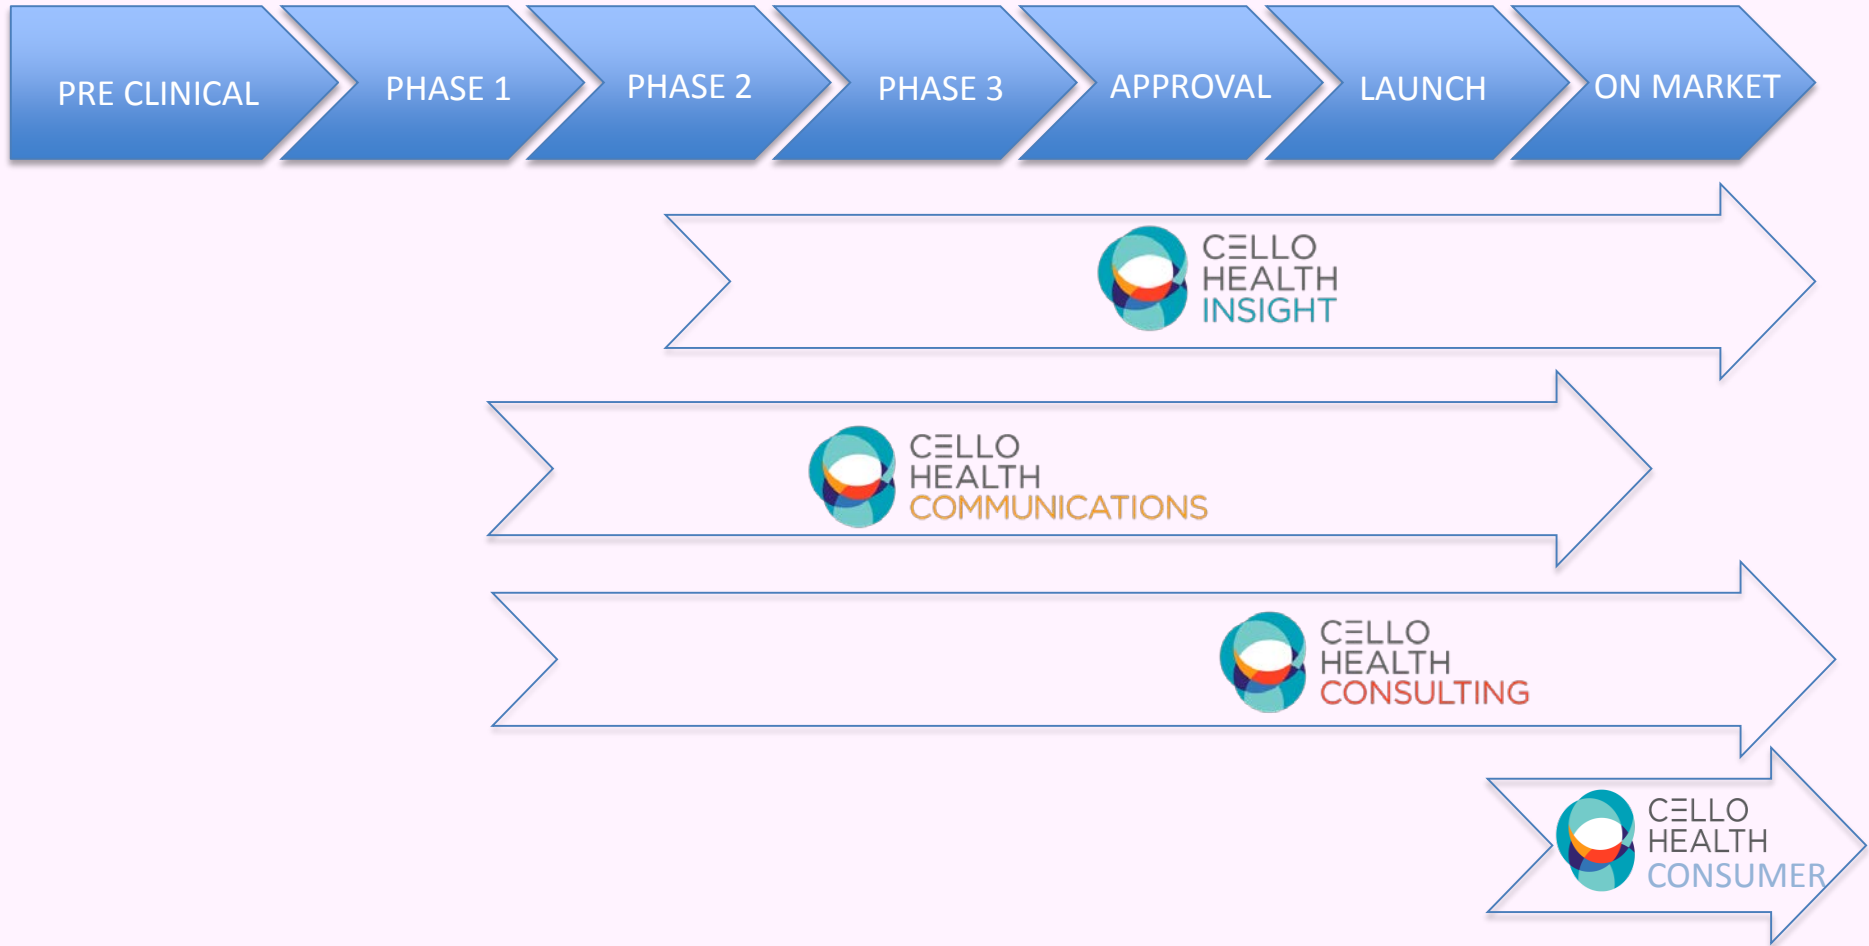 PRE CLINICAL
PHASE 1
PHASE 2
PHASE 3
APPROVAL
LAUNCH
ON MARKET
CELLO
HEALTH
INSIGHT
CELLO
HEALTH
COMMUNICATIONS
CELLO
HEALTH
CONSULTING
CELLO
HEALTH
CONSUMER